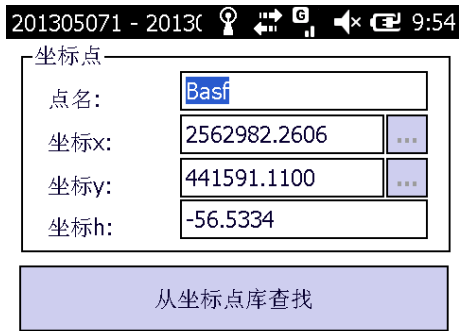 201305071 - 2013( G 9:54
坐标点
点名: Basf
坐标x: 2562982.2606 ...
坐标y: 441591.1100 ...
坐标h: -56.5334
从坐标点库查找